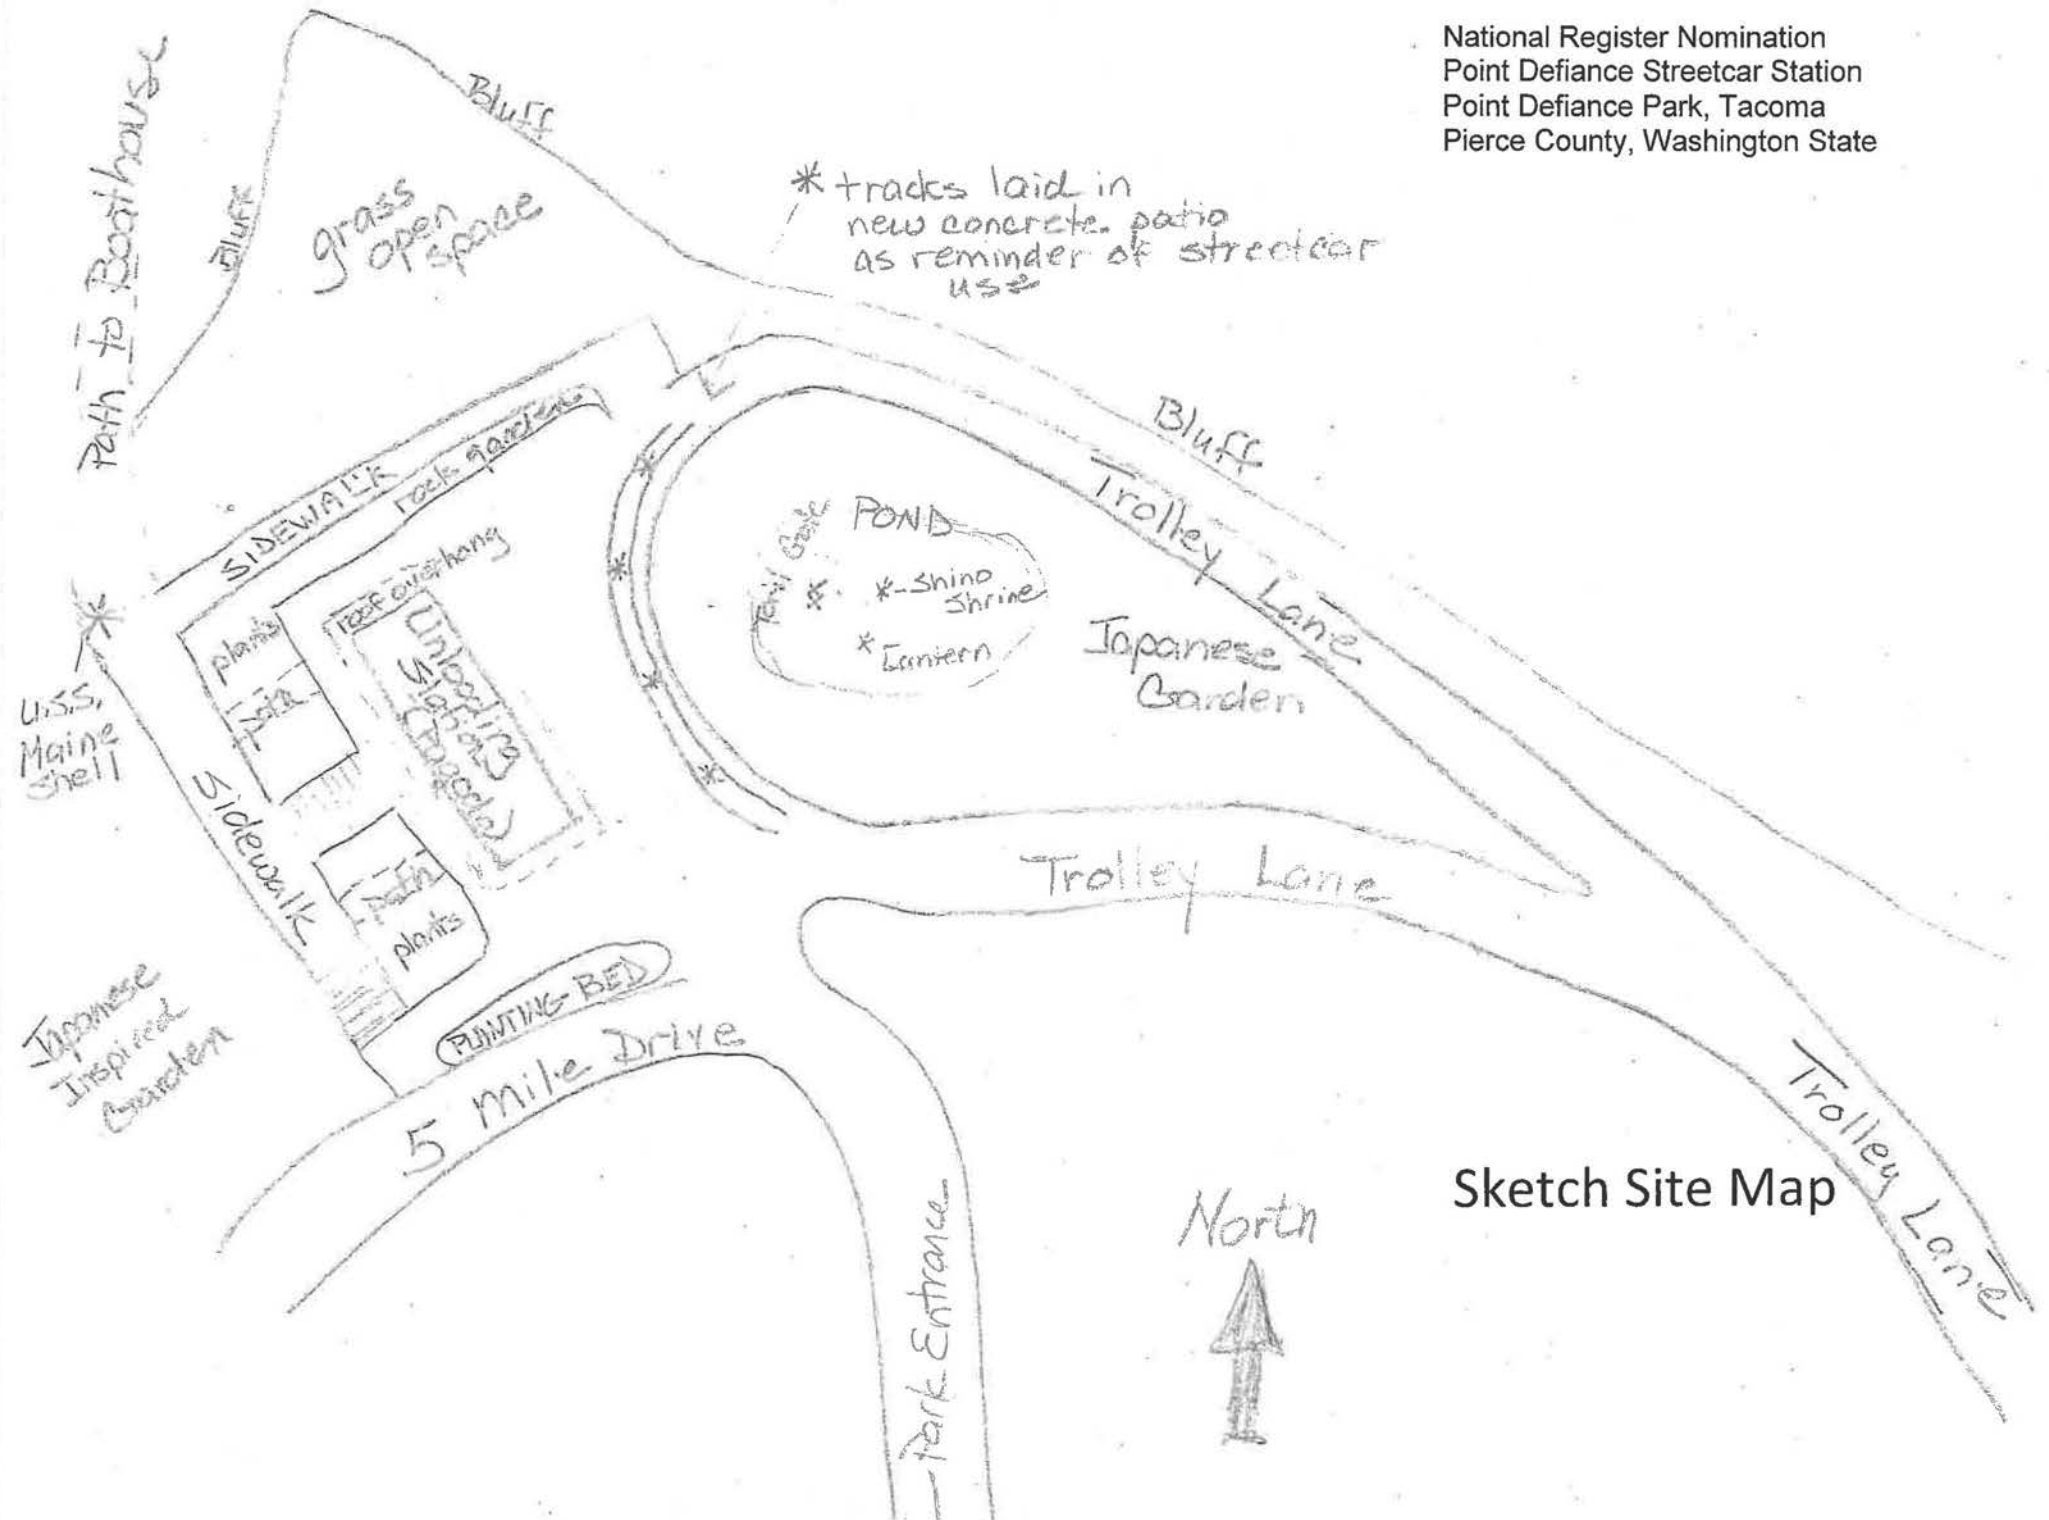 National Register Nomination
Point Defiance Streetcar Station
Point Defiance Park, Tacoma
Pierce County, Washington State
Path to Boathouse
Bluff
Bluff
grass
open
space
* tracks laid in
new concrete patio
as reminder of streetcar
use
SIDEWALK
rock garden
Bluff
Trolley Lane
roof overhang
Unloading
Station
(Pagoda)
plants
POND
Gate
*-Shino
Shrine
* Lantern
Japanese
Garden
U.S.S.
Maine
Shell
Sidewalk
path
plants
Trolley Lane
PLANTING BED
5 Mile Drive
Japanese
Inspired
Garden
Trolley Lane
Park Entrance
North
Sketch Site Map